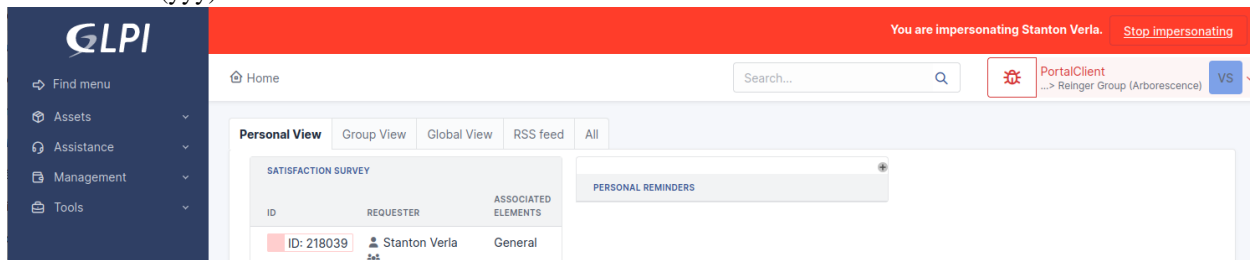 (yyy)
GLPI
You are impersonating Stanton Verla. Stop impersonating
Find menu
Home
Search...
PortalClient
...> Reinger Group (Arborescence)
VS
Assets
Assistance
Management
Tools
Personal View Group View Global View RSS feed All
SATISFACTION SURVEY
ID REQUESTER ASSOCIATED ELEMENTS
ID: 218039 Stanton Verla General
PERSONAL REMINDERS